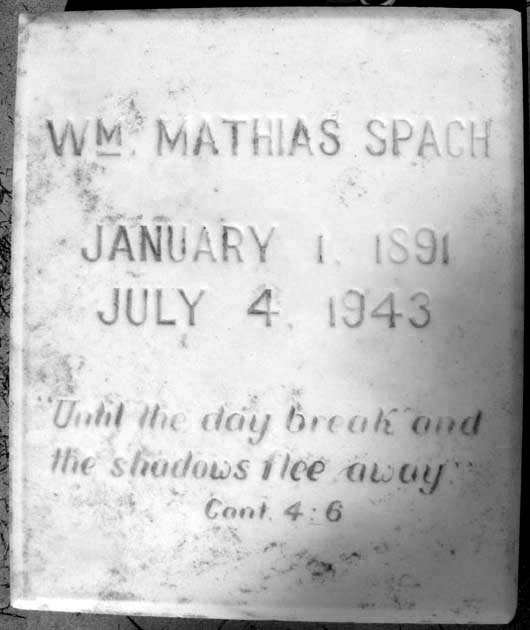 WM. MATHIAS SPACH
JANUARY 1, 1891
JULY 4, 1943
"Until the day break and
the shadows flee away"
Cant. 4:6